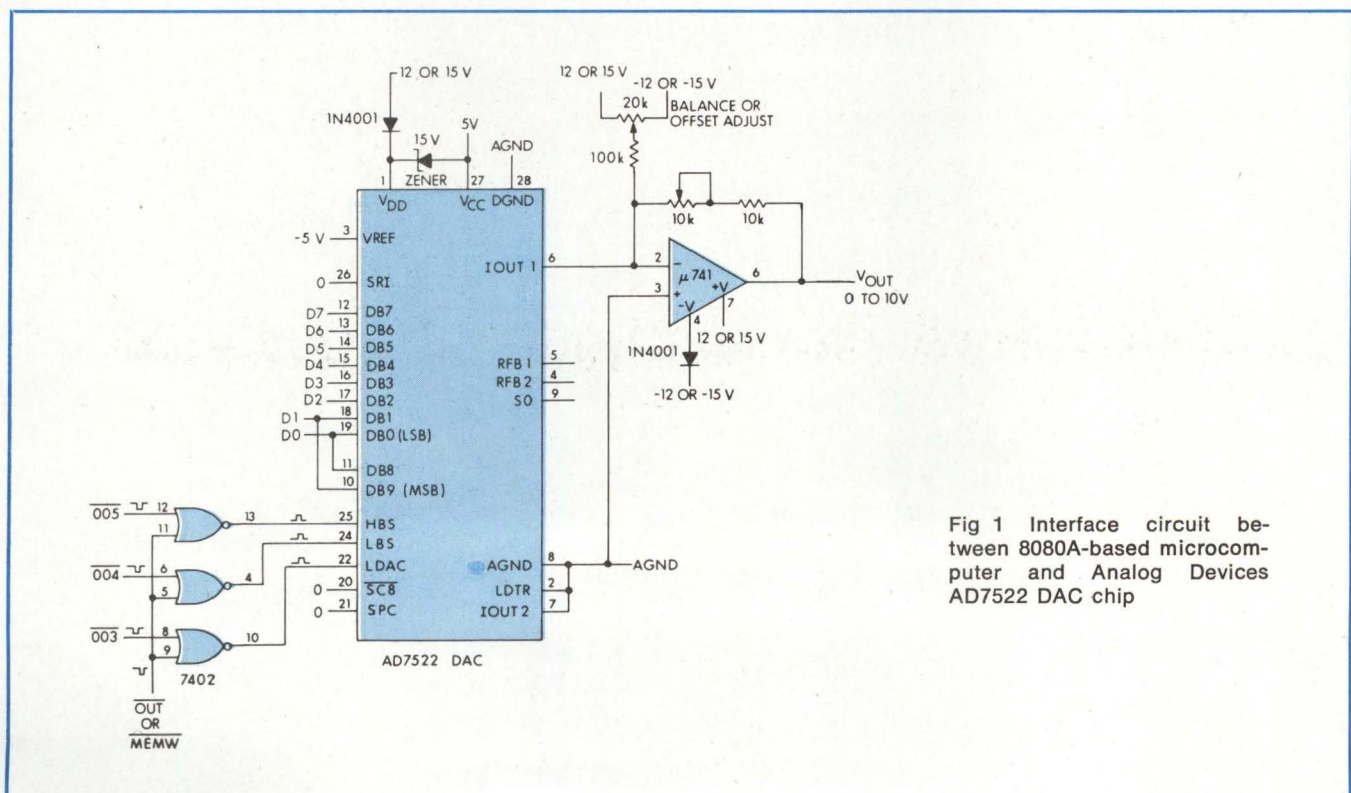 12 OR 15 V
12 OR 15 V
-12 OR -15 V
20k
BALANCE OR
OFFSET ADJUST
1N4001
15 V
5V
AGND
ZENER
100k
1
27
28
VDD
VCC
DGND
-5 V
3
VREF
10k
10k
IOUT 1
6
2
-
μ741
6
VOUT
0 TO 10V
3
+
-V
+V
7
4
12 OR 15 V
1N4001
-12 OR -15 V
0
26
SRI
D7
12
DB7
D6
13
DB6
D5
14
DB5
D4
15
DB4
D3
16
DB3
D2
17
DB2
D1
18
DB1
D0
19
DB0 (LSB)
11
DB8
10
DB9 (MSB)
RFB 1
5
RFB 2
4
SO
9
005
12
11
13
25
HBS
004
6
5
4
24
LBS
003
8
9
10
22
LDAC
0
20
SC8
0
21
SPC
AGND
8
AGND
LDTR
2
IOUT 2
7
7402
AD7522 DAC
OUT
OR
MEMW
Fig 1 Interface circuit be-
tween 8080A-based microcom-
puter and Analog Devices
AD7522 DAC chip